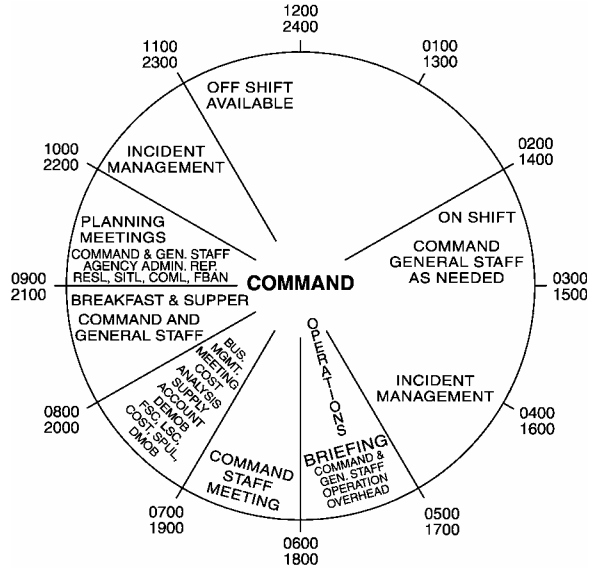 1200
2400
0100
1300
0200
1400
ON SHIFT
COMMAND
GENERAL STAFF
AS NEEDED
0300
1500
INCIDENT
MANAGEMENT
0400
1600
0500
1700
OPERATIONS
BRIEFING
COMMAND &
GEN. STAFF
OPERATION
OVERHEAD
0600
1800
COMMAND
STAFF
MEETING
0700
1900
BUS.
MGMT.
MEETING
COST
ANALYSIS
SUPPLY
ACCOUNT
DEMOB
FSC, LSC,
COST, SPUL,
DMOB
0800
2000
BREAKFAST & SUPPER
COMMAND AND
GENERAL STAFF
0900
2100
PLANNING
MEETINGS
COMMAND & GEN. STAFF
AGENCY ADMIN. REP.
RESL, SITL, COML, FBAN
1000
2200
INCIDENT
MANAGEMENT
1100
2300
OFF SHIFT
AVAILABLE
COMMAND